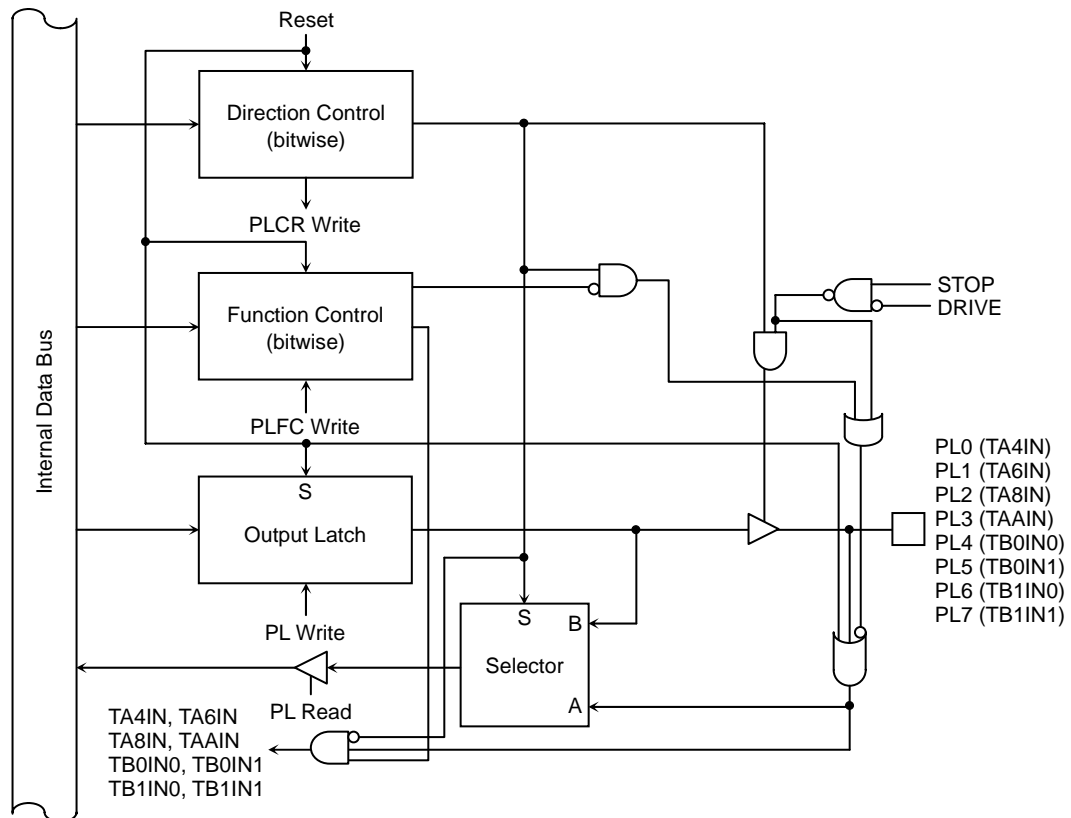 Reset
Internal Data Bus
Direction Control
(bitwise)
PLCR Write
Function Control
(bitwise)
PLFC Write
STOP
DRIVE
S
Output Latch
PL Write
PL0 (TA4IN)
PL1 (TA6IN)
PL2 (TA8IN)
PL3 (TAAIN)
PL4 (TB0IN0)
PL5 (TB0IN1)
PL6 (TB1IN0)
PL7 (TB1IN1)
S
B
Selector
A
PL Read
TA4IN, TA6IN
TA8IN, TAAIN
TB0IN0, TB0IN1
TB1IN0, TB1IN1